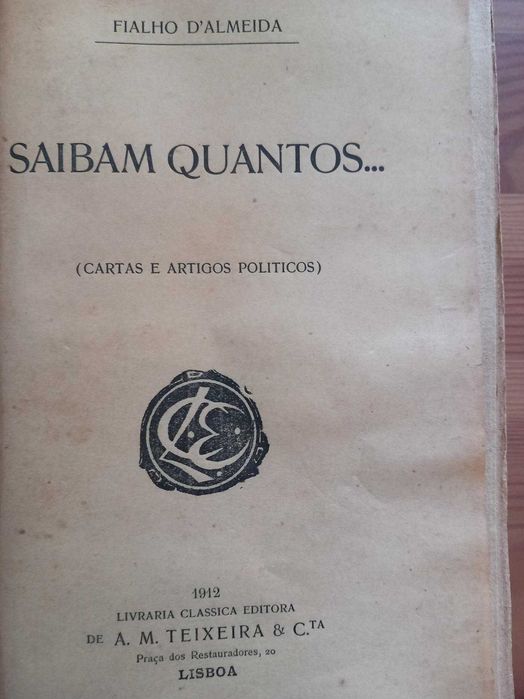 FIALHO D'ALMEIDA
SAIBAM QUANTOS...
(CARTAS E ARTIGOS POLITICOS)
LCE
1912
LIVRARIA CLASSICA EDITORA
DE A. M. TEIXEIRA & C.TA
Praça dos Restauradores, 20
LISBOA